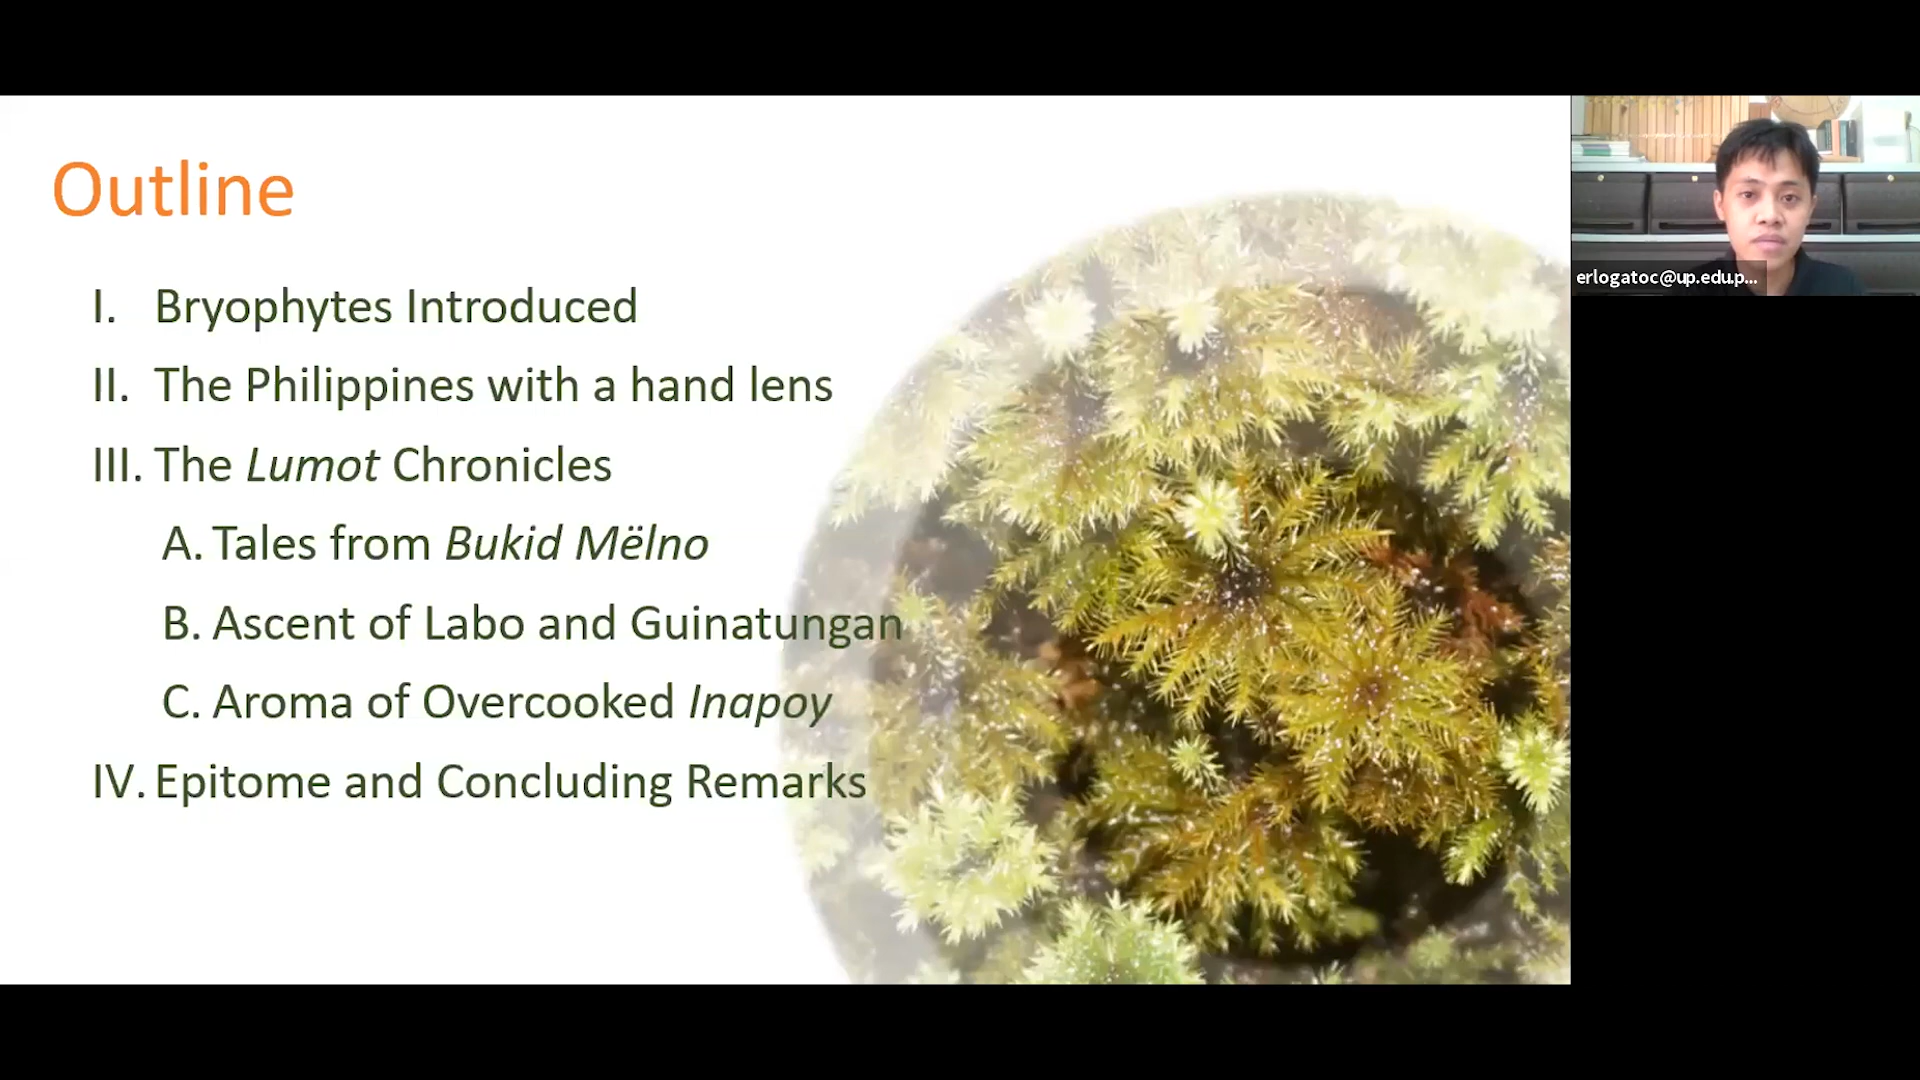 Outline
I. Bryophytes Introduced
II. The Philippines with a hand lens
III. The Lumot Chronicles
A. Tales from Bukid Mëlno
B. Ascent of Labo and Guinatungan
C. Aroma of Overcooked Inapoy
IV. Epitome and Concluding Remarks
erlogatoc@up.edu.p...